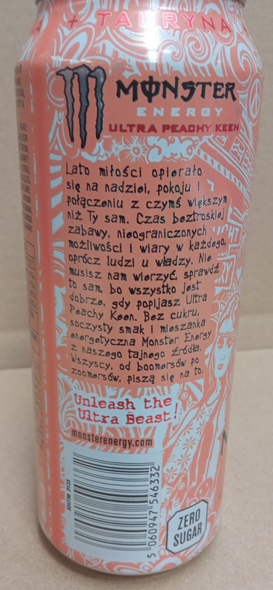 + TAURYNA
MONSTER
ENERGY
ULTRA PEACHY KEEN
Lato miłości opierało
się na nadziei, pokoju i
połączeniu z czymś większym
niż Ty sam. Czas beztroskiej
zabawy, nieograniczonych
możliwości i wiary w każdego,
oprócz ludzi u władzy. Nie
musisz nam wierzyć, sprawdź
to sam, bo wszystko jest
dobrze, gdy popijasz Ultra
Peachy Keen. Bez cukru,
soczysty smak i mieszanka
energetyczna Monster Energy
z naszego tajnego źródła.
Wszyscy, od boomersów po
zoomersów, piszą się na to.
Unleash the
Ultra Beast!
monsterenergy.com
5 060947 546332
ZERO
SUGAR